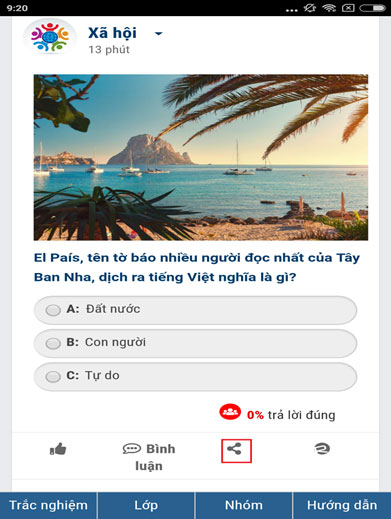 9:20
Xã hội
13 phút
El País, tên tờ báo nhiều người đọc nhất của Tây
Ban Nha, dịch ra tiếng Việt nghĩa là gì?
A: Đất nước
B: Con người
C: Tự do
0% trả lời đúng
Bình
luận
Trắc nghiệm Lớp Nhóm Hướng dẫn